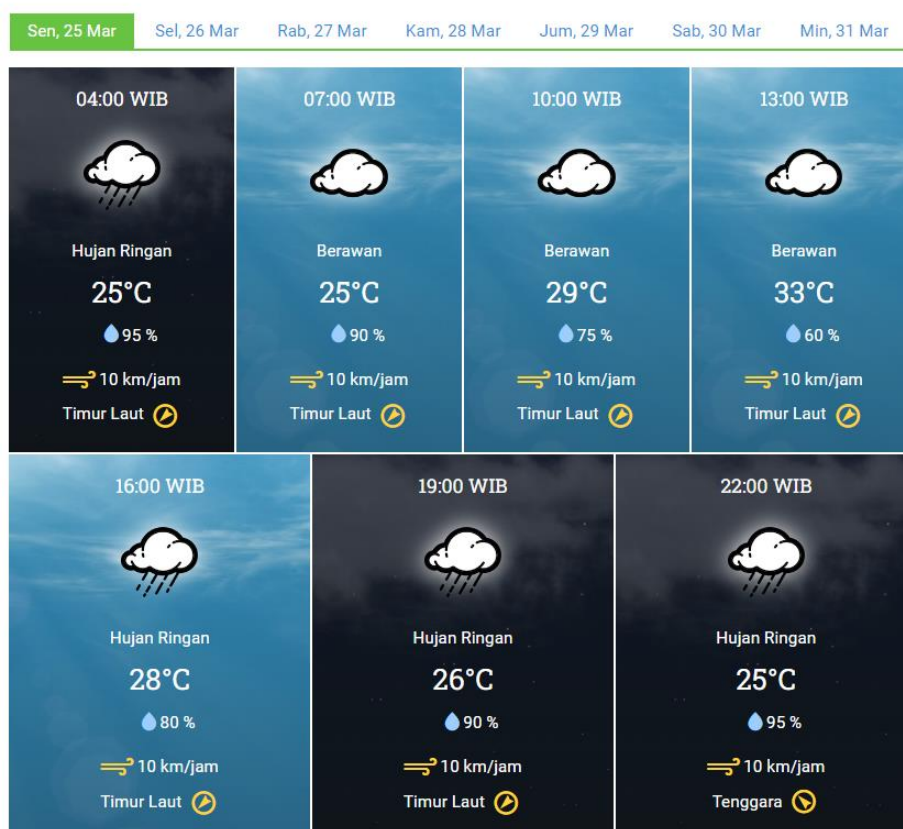 Sen, 25 Mar Sel, 26 Mar Rab, 27 Mar Kam, 28 Mar Jum, 29 Mar Sab, 30 Mar Min, 31 Mar
04:00 WIB
Hujan Ringan
25°C
95 %
10 km/jam
Timur Laut
07:00 WIB
Berawan
25°C
90 %
10 km/jam
Timur Laut
10:00 WIB
Berawan
29°C
75 %
10 km/jam
Timur Laut
13:00 WIB
Berawan
33°C
60 %
10 km/jam
Timur Laut
16:00 WIB
Hujan Ringan
28°C
80 %
10 km/jam
Timur Laut
19:00 WIB
Hujan Ringan
26°C
90 %
10 km/jam
Timur Laut
22:00 WIB
Hujan Ringan
25°C
95 %
10 km/jam
Tenggara